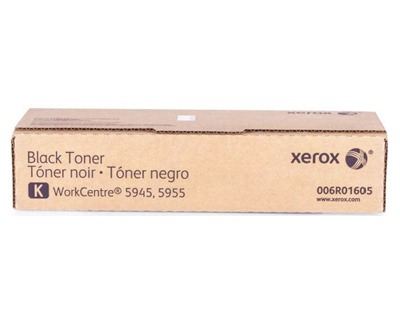 Black Toner
Tóner noir • Tóner negro
K WorkCentre® 5945, 5955
xerox
006R01605
www.xerox.com